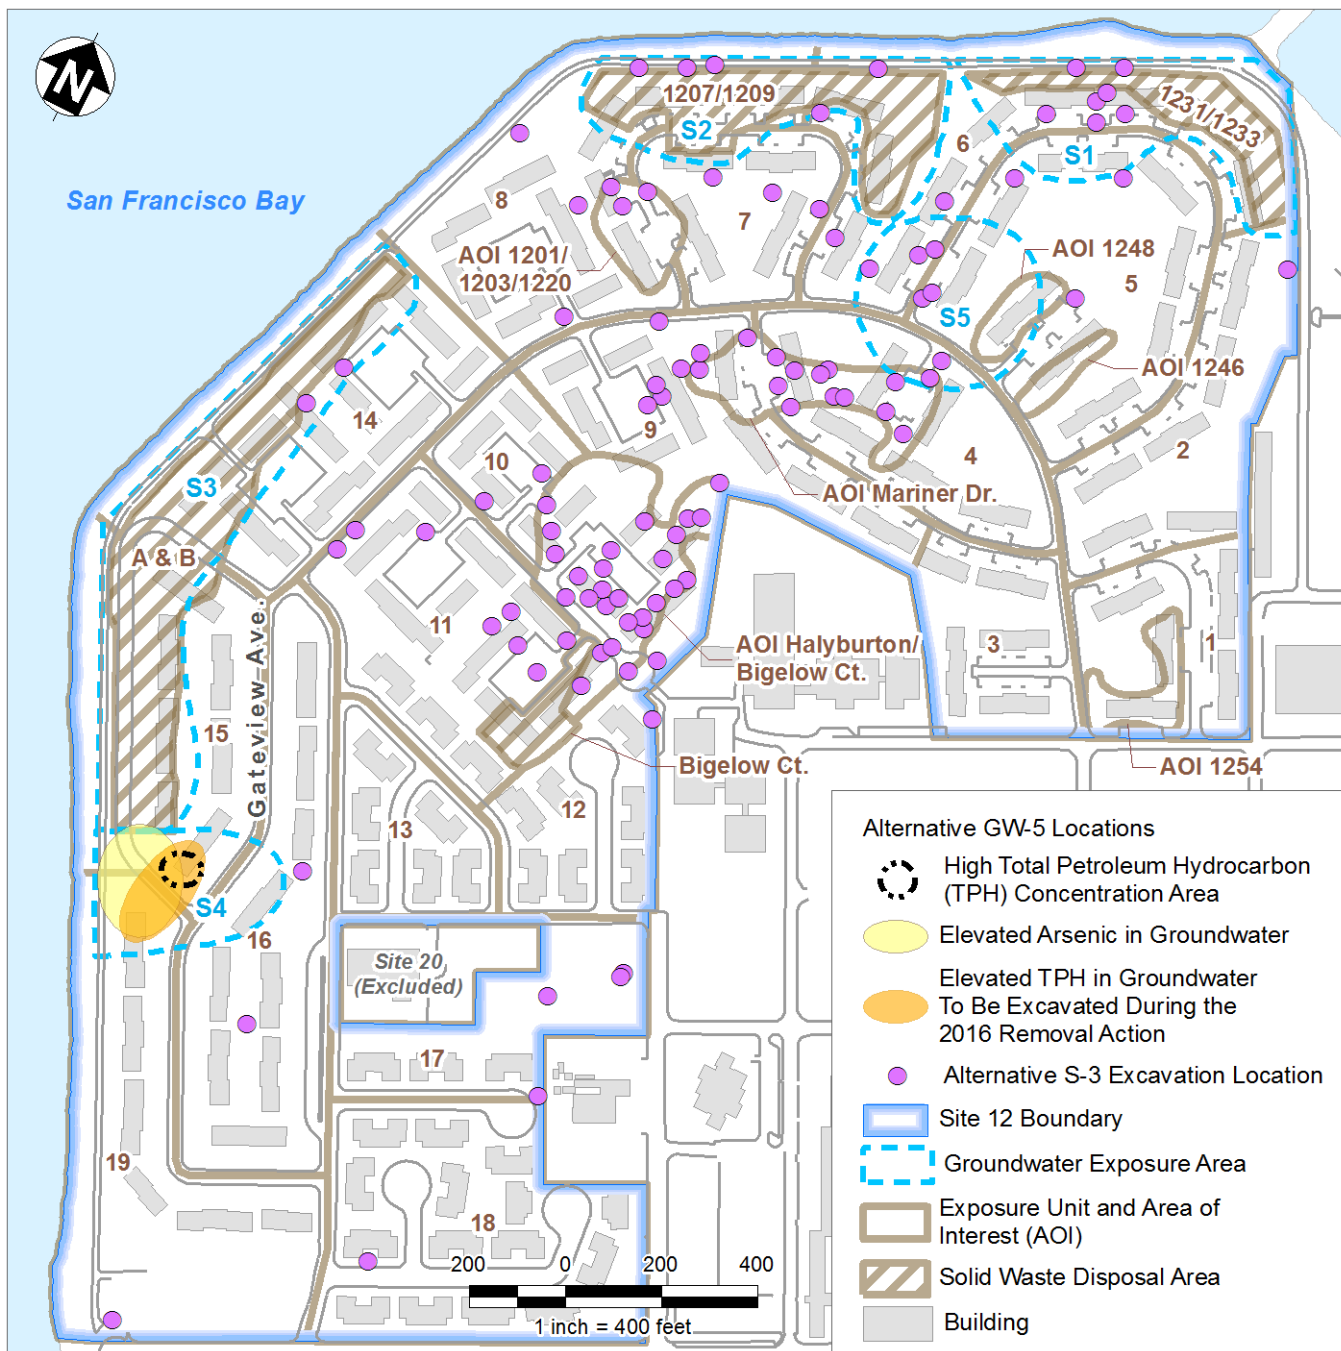 N
San Francisco Bay
1207/1209
1231/1233
S2
6
S1
8
7
AOI 1201/
1203/1220
AOI 1248
5
S5
AOI 1246
14
9
10
4
2
S3
AOI Mariner Dr.
A & B
Gateview Ave.
11
AOI Halyburton/
Bigelow Ct.
3
1
15
Bigelow Ct.
AOI 1254
12
13
S4
16
Site 20
(Excluded)
17
19
18
200 0 200 400
1 inch = 400 feet
Alternative GW-5 Locations
High Total Petroleum Hydrocarbon
(TPH) Concentration Area
Elevated Arsenic in Groundwater
Elevated TPH in Groundwater
To Be Excavated During the
2016 Removal Action
Alternative S-3 Excavation Location
Site 12 Boundary
Groundwater Exposure Area
Exposure Unit and Area of
Interest (AOI)
Solid Waste Disposal Area
Building